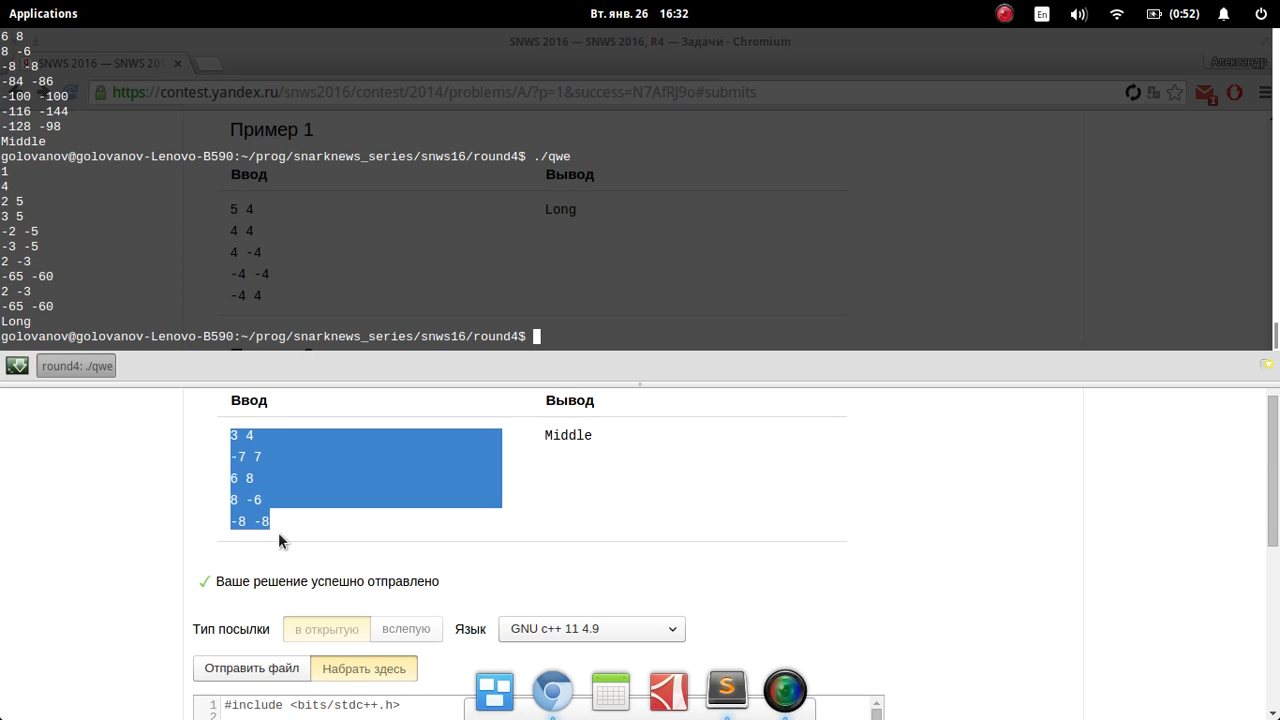 Applications
Вт. янв. 26 16:32
En
(0:52)
SNWS 2016 — SNWS 2016, R4 — Задачи - Chromium
SNWS 2016 — SNWS 201
Александр
https://contest.yandex.ru/snws2016/contest/2014/problems/A/?p=1&success=N7AfRJ9o#submits
1
6 8
8 -6
-8 -8
-84 -86
-100 -100
-116 -144
-128 -98
Middle
golovanov@golovanov-Lenovo-B590:~/prog/snarknews_series/snws16/round4$ ./qwe
1
4
2 5
3 5
-2 -5
-3 -5
2 -3
-65 -60
2 -3
-65 -60
Long
golovanov@golovanov-Lenovo-B590:~/prog/snarknews_series/snws16/round4$
Пример 1
Ввод Вывод
5 4 Long
4 4
4 -4
-4 -4
-4 4
round4: ./qwe
Ввод Вывод
3 4 Middle
-7 7
6 8
8 -6
-8 -8
Ваше решение успешно отправлено
Тип посылки в открытую вслепую Язык GNU c++ 11 4.9
Отправить файл Набрать здесь
1 #include <bits/stdc++.h>
2
S